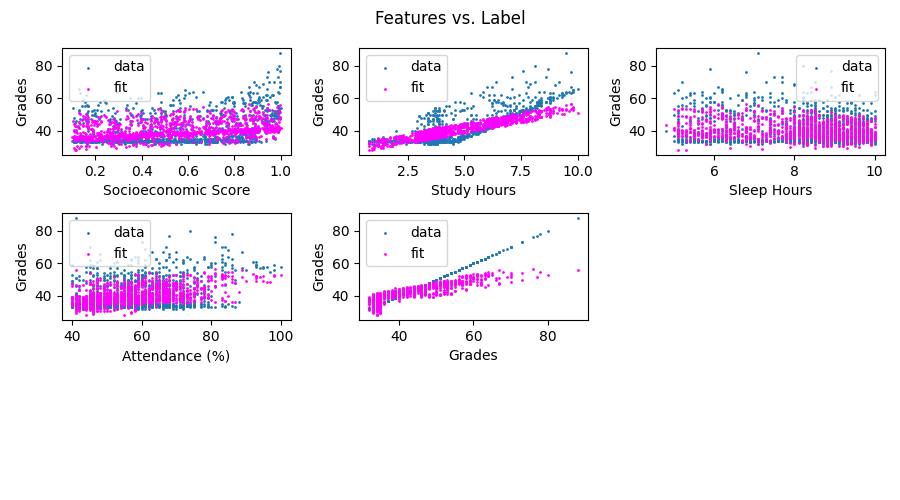 Features vs. Label
80
60
40
Grades
data
fit
0.2 0.4 0.6 0.8 1.0
Socioeconomic Score
80
60
40
Grades
data
fit
2.5 5.0 7.5 10.0
Study Hours
80
60
40
Grades
data
fit
6 8 10
Sleep Hours
80
60
40
Grades
data
fit
40 60 80 100
Attendance (%)
80
60
40
Grades
data
fit
40 60 80
Grades